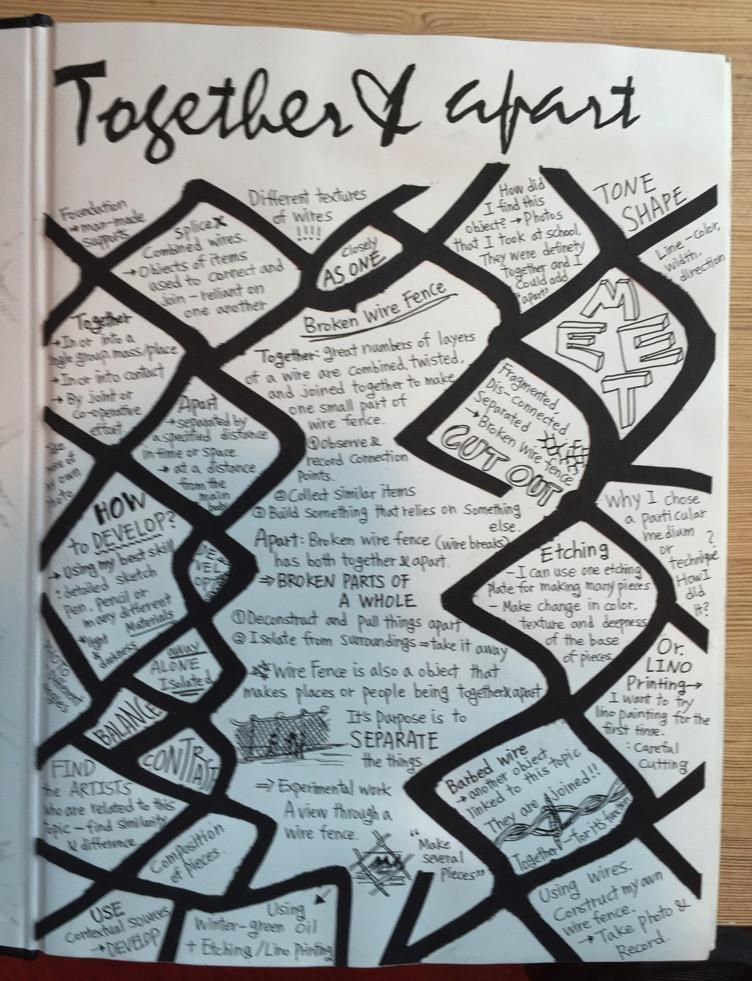 Together & apart
Foundation
→ man-made
supports
Splice X
Combined wires.
→ Objects of items
used to connect and
join - reliant on
one another
Different textures
of wires
!!!!
closely
AS ONE
How did
I find this
object? → Photos
that I took at school.
They were definety
together and I
could add
"apart"
TONE
SHAPE
Line - color,
width,
direction
MEET
Together
→ In or into a
single group, mass/place
→ In or into contact
→ By joint or
co-operative
effort
Apart
→ separated by
a specified distance
in time or space.
→ at a distance
from the
main
body
Broken Wire Fence
Together: great numbers of layers
of a wire are combined, twisted,
and joined together to make
one small part of
wire fence.
① Observe &
record connection
Points.
② Collect Similar items
③ Build something that relies on something
else.
Fragmented
Dis-connected
Separated
→ Broken wire fence
CUT OUT
own
HOW
to DEVELOP?
→ Using my best skill
: detailed sketch
pen, pencil or
many different
Materials
light
&
darkness
DE
VEL
OP
Apart: Broken wire fence (wire breaks)
has both together & apart.
⇒ BROKEN PARTS OF
A WHOLE
① Deconstruct and Pull things apart
② Isolate from surroundings ⇒ take it away
Wire Fence is also a object that
makes places or people being together&apart
It's purpose is to
SEPARATE
the things.
⇒ Experimental work
A view through a
wire fence.
"Make
several
Pieces"
Etching
- I can use one etching
plate for making many pieces
- Make change in color,
texture and deepness
of the base
of pieces.
Why I chose
a particular
medium ?
or
technique
How I
did
it?
Or.
LINO
Printing →
I want to try
lino painting for the
first time.
: Careful
Cutting
away
ALONE
Isolated
BALANCE
CONTRAST
FIND
the ARTISTS
who are related to this
topic - find similarity
& difference.
Composition
of pieces.
Barbed wire
→ another object
linked to this topic
They are joined!!
Together - for its function
USE
Contextual sources
→ DEVELOP
Using
Winter-green Oil
+ Etching / Lino Printing
Using wires.
Construct my own
wire fence.
→ Take photo &
Record.